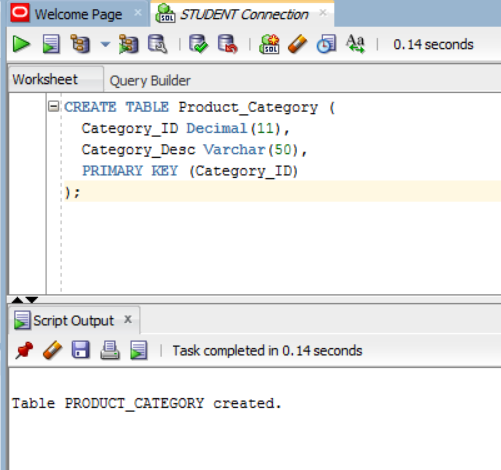 Welcome Page
STUDENT Connection
SQL
0.14 seconds
Worksheet
Query Builder
CREATE TABLE Product_Category (
Category_ID Decimal(11),
Category_Desc Varchar(50),
PRIMARY KEY (Category_ID)
);
Script Output x
Task completed in 0.14 seconds
Table PRODUCT_CATEGORY created.